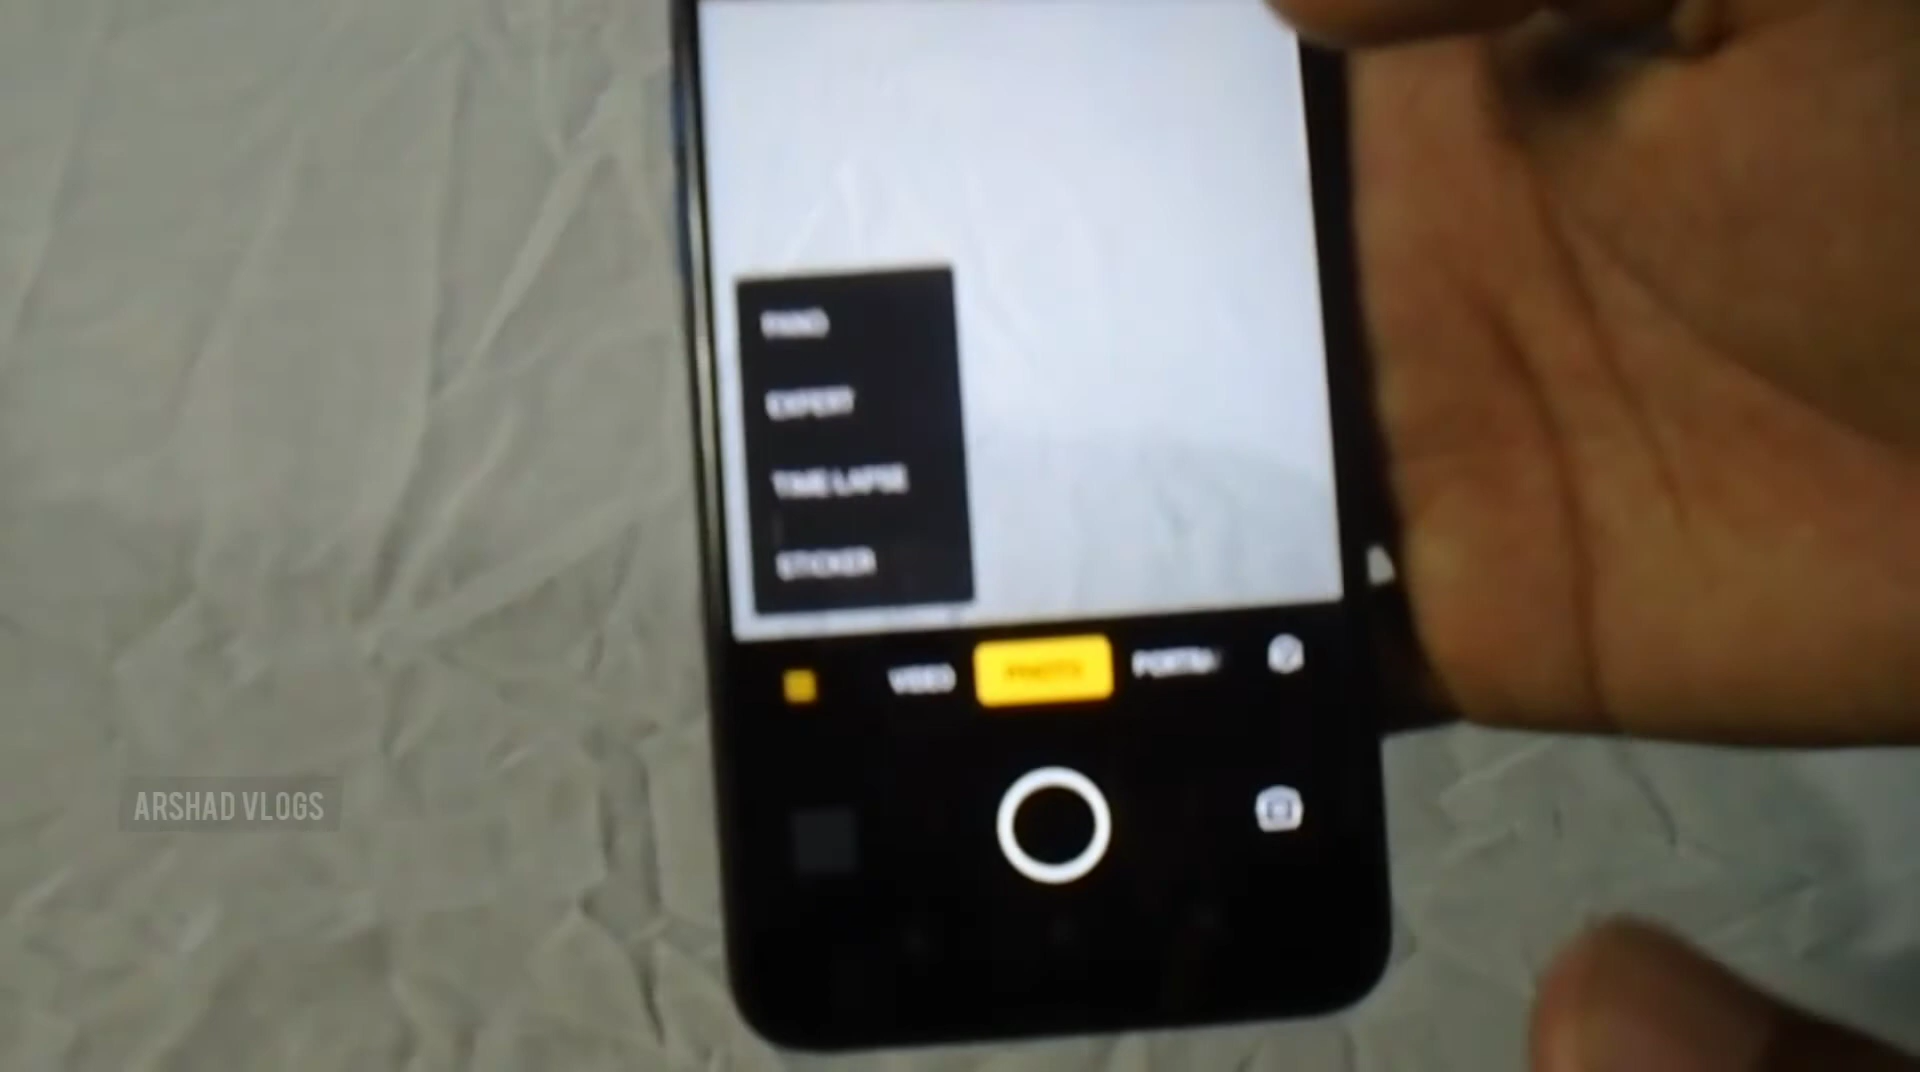 PANO
EXPERT
TIME LAPSE
STICKER
VIDEO
PHOTO
ARSHAD VLOGS